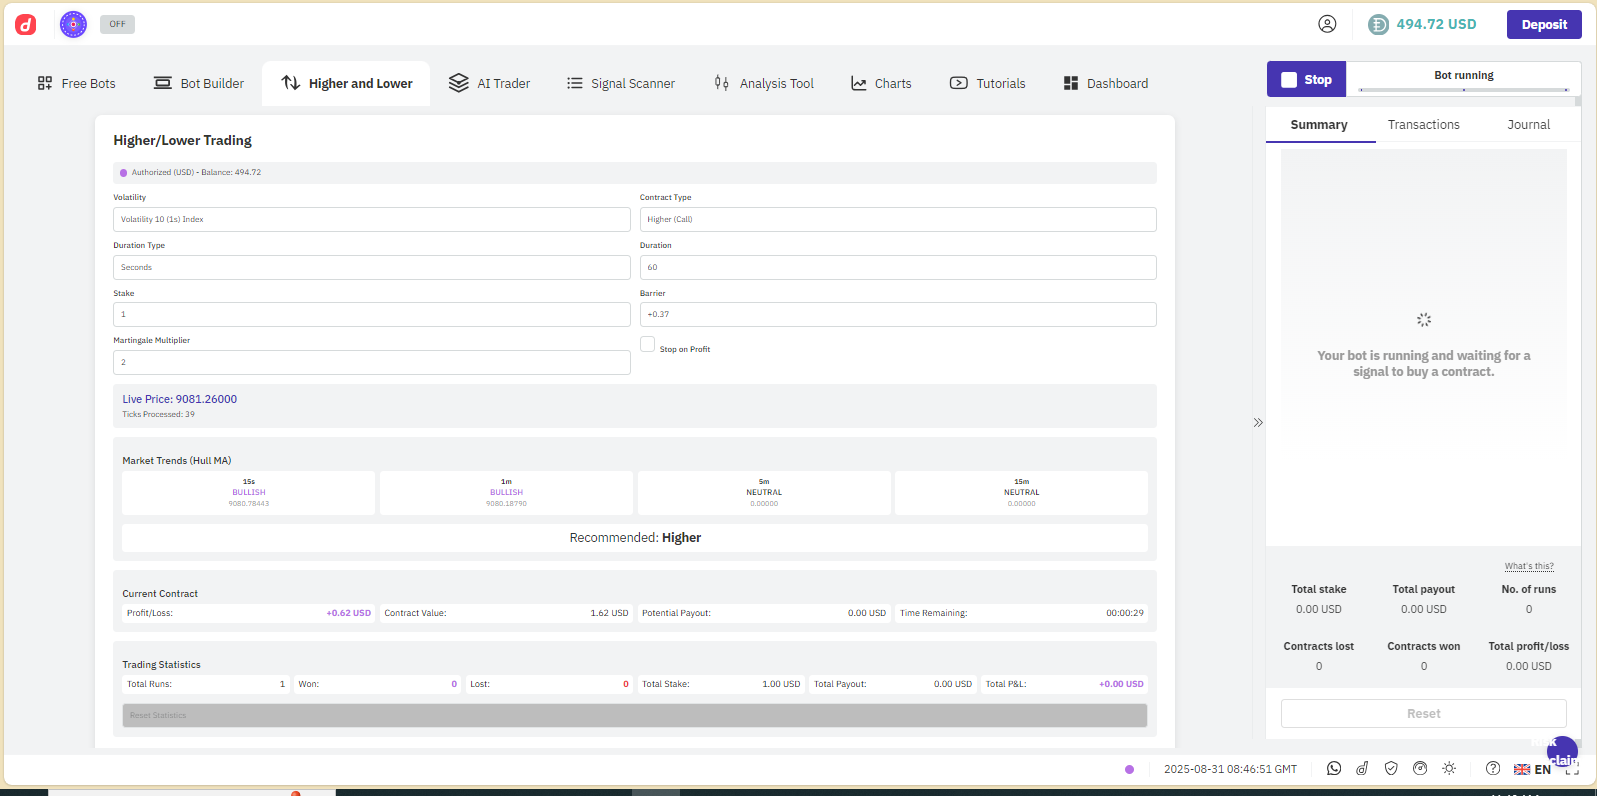 OFF
494.72 USD
Deposit
Free Bots
Bot Builder
Higher and Lower
AI Trader
Signal Scanner
Analysis Tool
Charts
Tutorials
Dashboard
Stop
Bot running
Higher/Lower Trading
Authorized (USD) - Balance: 494.72
Volatility
Contract Type
Volatility 10 (1s) Index
Higher (Call)
Duration Type
Duration
Seconds
60
Stake
Barrier
1
+0.37
Martingale Multiplier
2
Stop on Profit
Live Price: 9081.26000
Ticks Processed: 39
Market Trends (Hull MA)
15s
BULLISH
9080.78443
1m
BULLISH
9080.18790
5m
NEUTRAL
0.00000
15m
NEUTRAL
0.00000
Recommended: Higher
Current Contract
Profit/Loss: +0.62 USD
Contract Value: 1.62 USD
Potential Payout: 0.00 USD
Time Remaining: 00:00:29
Trading Statistics
Total Runs: 1
Won: 0
Lost: 0
Total Stake: 1.00 USD
Total Payout: 0.00 USD
Total P&L: +0.00 USD
Reset Statistics
Summary
Transactions
Journal
Your bot is running and waiting for a
signal to buy a contract.
What's this?
Total stake
0.00 USD
Total payout
0.00 USD
No. of runs
0
Contracts lost
0
Contracts won
0
Total profit/loss
0.00 USD
Reset
2025-08-31 08:46:51 GMT
EN